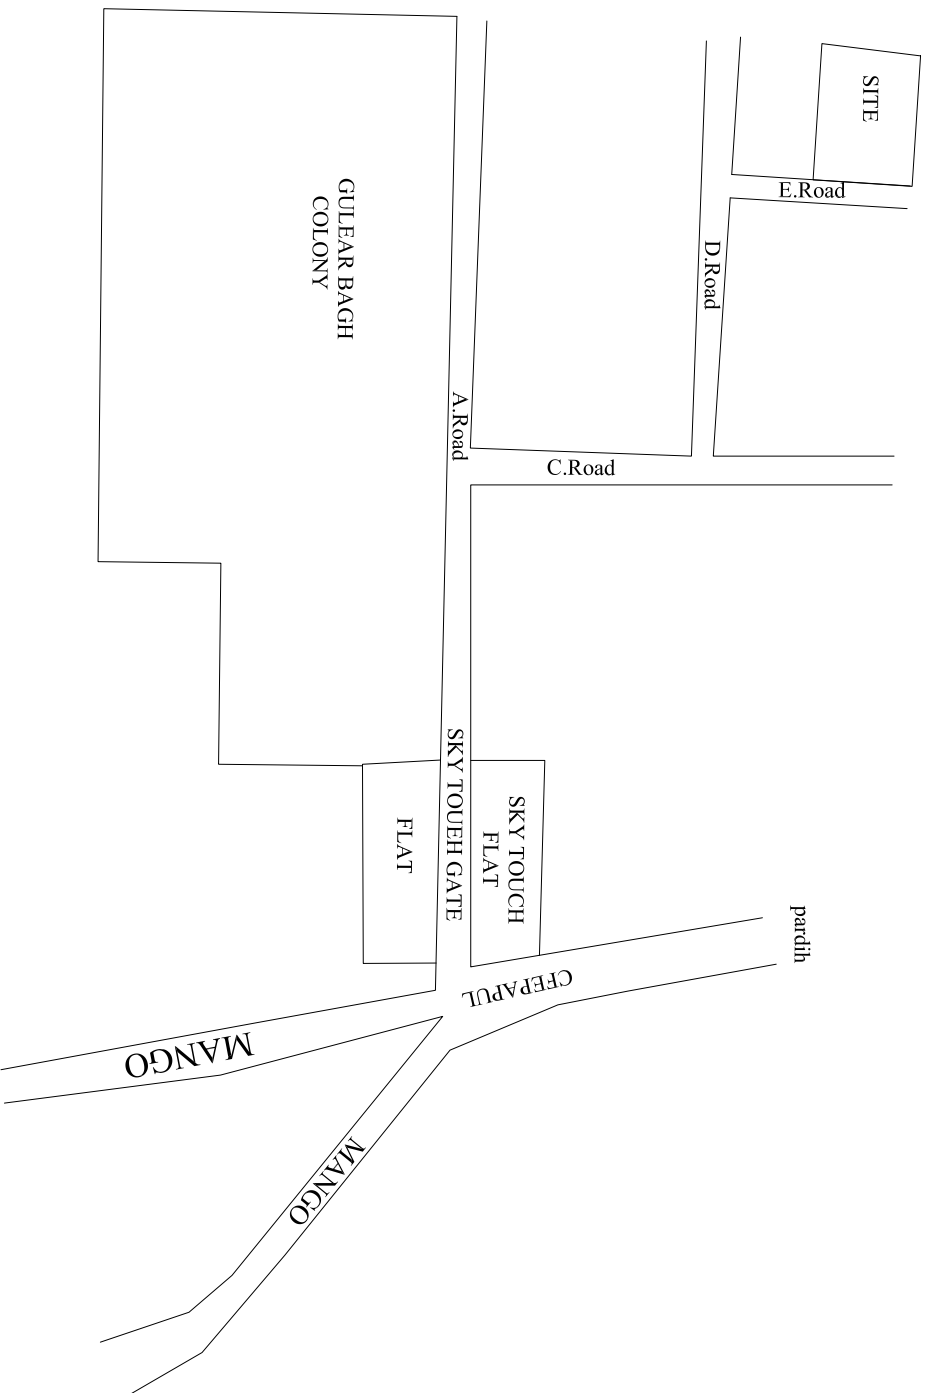 SITE
E.Road
D.Road
GULEAR BAGH
COLONY
A.Road
C.Road
SKY TOUEH GATE
SKY TOUCH
FLAT
FLAT
pardih
CFEPAPUL
MANGO
MANGO